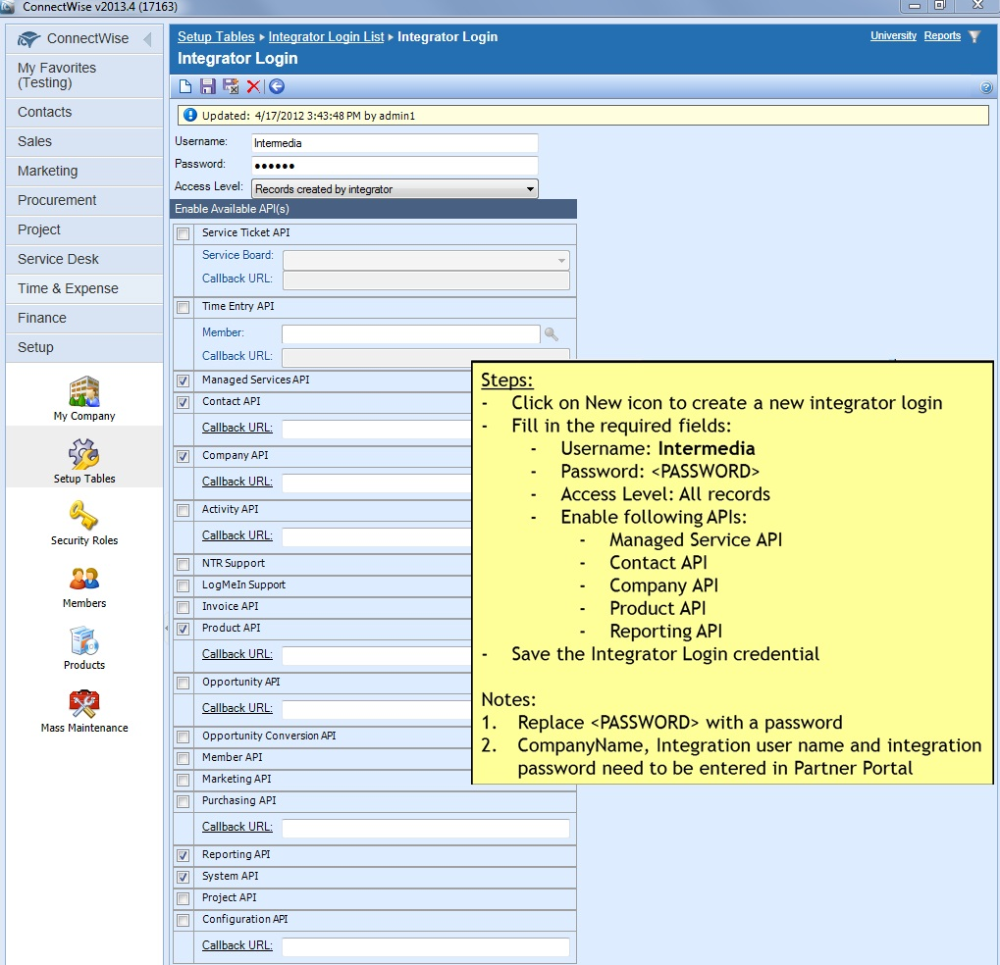 ConnectWise v2013.4 (17163)
ConnectWise
My Favorites
(Testing)
Contacts
Sales
Marketing
Procurement
Project
Service Desk
Time & Expense
Finance
Setup
My Company
Setup Tables
Security Roles
Members
Products
Mass Maintenance
Setup Tables ▸ Integrator Login List ▸ Integrator Login
University Reports
Integrator Login
Updated: 4/17/2012 3:43:48 PM by admin1
Username: Intermedia
Password: ●●●●●●
Access Level: Records created by integrator
Enable Available API(s)
Service Ticket API
Service Board:
Callback URL:
Time Entry API
Member:
Callback URL:
Managed Services API
Contact API
Callback URL:
Company API
Callback URL:
Activity API
Callback URL:
NTR Support
LogMeIn Support
Invoice API
Product API
Callback URL:
Opportunity API
Callback URL:
Opportunity Conversion API
Member API
Marketing API
Purchasing API
Callback URL:
Reporting API
System API
Project API
Configuration API
Callback URL:
Steps:
- Click on New icon to create a new integrator login
- Fill in the required fields:
- Username: Intermedia
- Password: <PASSWORD>
- Access Level: All records
- Enable following APIs:
- Managed Service API
- Contact API
- Company API
- Product API
- Reporting API
- Save the Integrator Login credential
Notes:
1. Replace <PASSWORD> with a password
2. CompanyName, Integration user name and integration
password need to be entered in Partner Portal